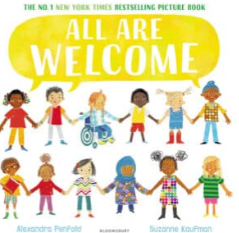 THE NO.1 NEW YORK TIMES BESTSELLING PICTURE BOOK
ALL ARE
WELCOME
Alexandra Penfold
BLOOMSBURY
Suzanne Kaufman